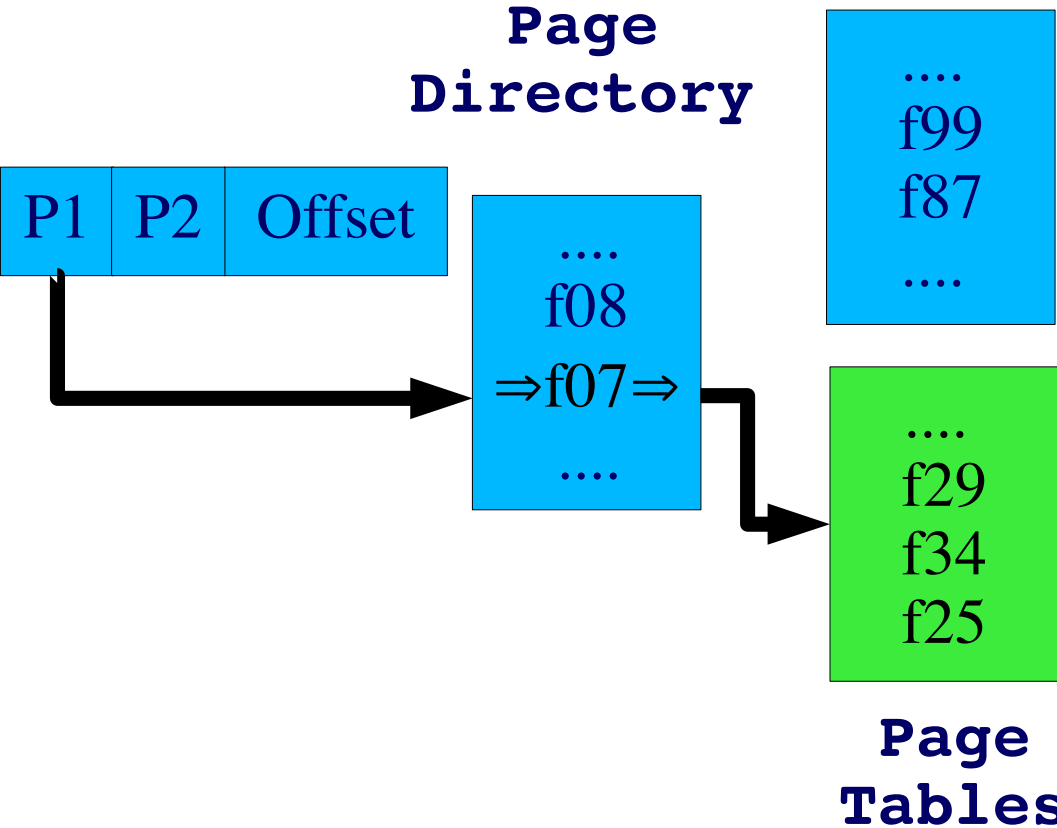 Page
Directory
P1 P2 Offset
....
f08
⇒f07⇒
....
....
f99
f87
....
....
f29
f34
f25
Page
Tables